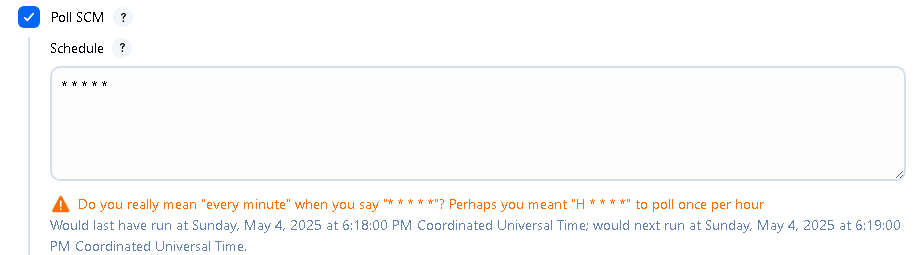 Poll SCM ?
Schedule ?
* * * * *
Do you really mean "every minute" when you say "* * * * *"? Perhaps you meant "H * * * *" to poll once per hour
Would last have run at Sunday, May 4, 2025 at 6:18:00 PM Coordinated Universal Time; would next run at Sunday, May 4, 2025 at 6:19:00
PM Coordinated Universal Time.